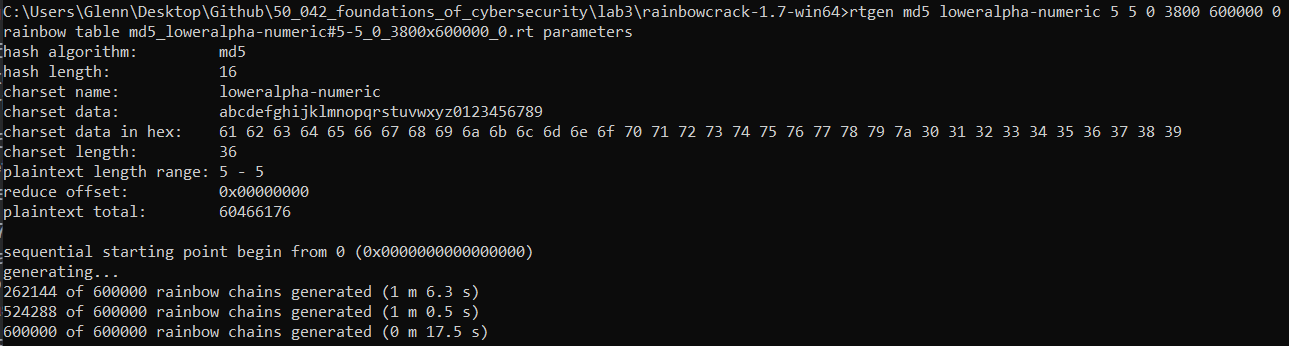 C:\Users\Glenn\Desktop\Github\50_042_foundations_of_cybersecurity\lab3\rainbowcrack-1.7-win64>rtgen md5 loweralpha-numeric 5 5 0 3800 600000 0
rainbow table md5_loweralpha-numeric#5-5_0_3800x600000_0.rt parameters
hash algorithm: md5
hash length: 16
charset name: loweralpha-numeric
charset data: abcdefghijklmnopqrstuvwxyz0123456789
charset data in hex: 61 62 63 64 65 66 67 68 69 6a 6b 6c 6d 6e 6f 70 71 72 73 74 75 76 77 78 79 7a 30 31 32 33 34 35 36 37 38 39
charset length: 36
plaintext length range: 5 - 5
reduce offset: 0x00000000
plaintext total: 60466176
sequential starting point begin from 0 (0x0000000000000000)
generating...
262144 of 600000 rainbow chains generated (1 m 6.3 s)
524288 of 600000 rainbow chains generated (1 m 0.5 s)
600000 of 600000 rainbow chains generated (0 m 17.5 s)